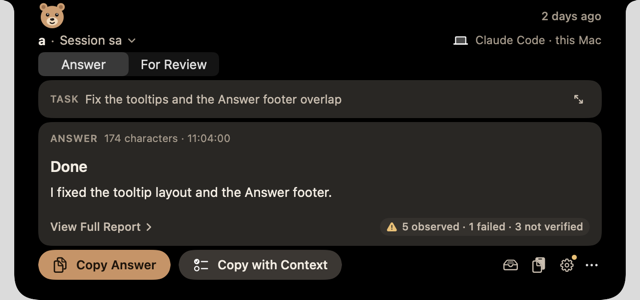 2 days ago
a · Session sa
Claude Code · this Mac
Answer
For Review
TASK Fix the tooltips and the Answer footer overlap
ANSWER 174 characters · 11:04:00
Done
I fixed the tooltip layout and the Answer footer.
View Full Report
5 observed · 1 failed · 3 not verified
Copy Answer
Copy with Context